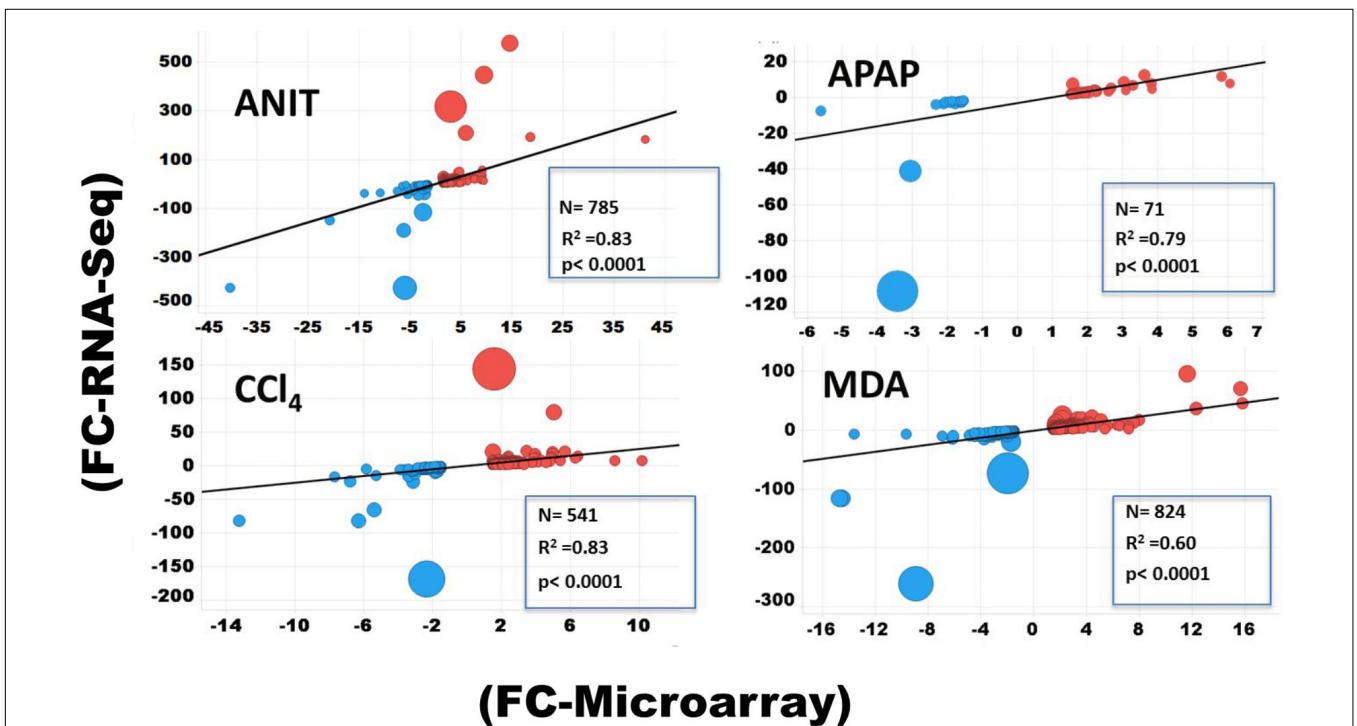 (FC-RNA-Seq)
ANIT
500
300
100
-100
-300
-500
-45 -35 -25 -15 -5 5 15 25 35 45
N= 785
R² =0.83
p< 0.0001
APAP
20
0
-20
-40
-60
-80
-100
-120
-6 -5 -4 -3 -2 -1 0 1 2 3 4 5 6 7
N= 71
R² =0.79
p< 0.0001
CCl₄
150
100
50
0
-50
-100
-150
-200
-14 -10 -6 -2 2 6 10
N= 541
R² =0.83
p< 0.0001
MDA
100
0
-100
-200
-300
-16 -12 -8 -4 0 4 8 12 16
N= 824
R² =0.60
p< 0.0001
(FC-Microarray)